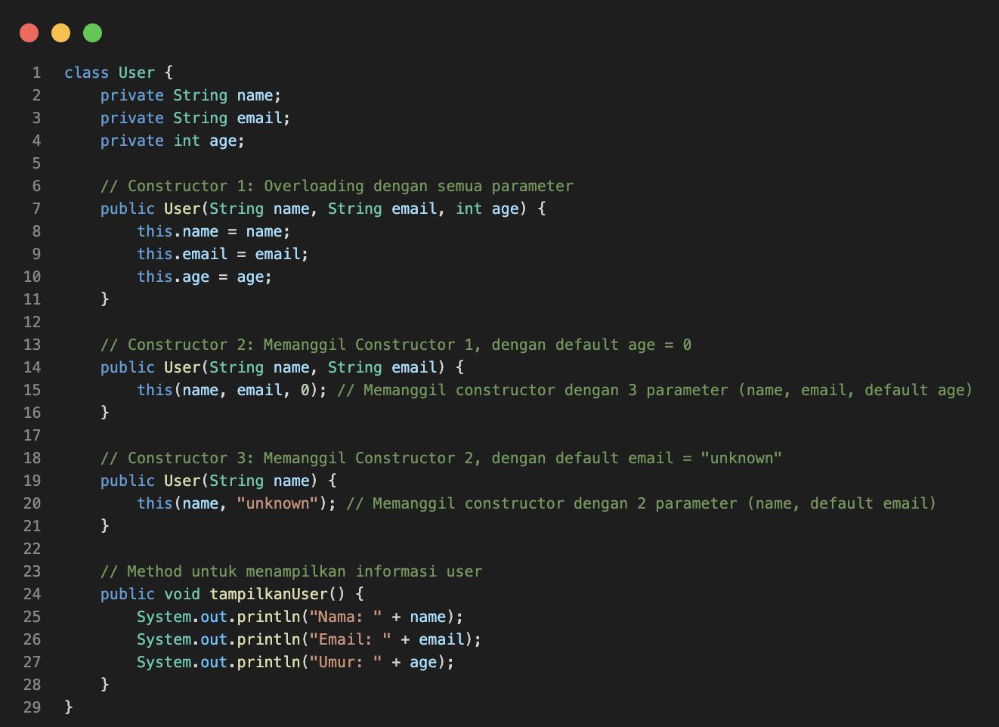 1 class User {
2     private String name;
3     private String email;
4     private int age;
5
6     // Constructor 1: Overloading dengan semua parameter
7     public User(String name, String email, int age) {
8         this.name = name;
9         this.email = email;
10         this.age = age;
11     }
12
13     // Constructor 2: Memanggil Constructor 1, dengan default age = 0
14     public User(String name, String email) {
15         this(name, email, 0); // Memanggil constructor dengan 3 parameter (name, email, default age)
16     }
17
18     // Constructor 3: Memanggil Constructor 2, dengan default email = "unknown"
19     public User(String name) {
20         this(name, "unknown"); // Memanggil constructor dengan 2 parameter (name, default email)
21     }
22
23     // Method untuk menampilkan informasi user
24     public void tampilkanUser() {
25         System.out.println("Nama: " + name);
26         System.out.println("Email: " + email);
27         System.out.println("Umur: " + age);
28     }
29 }